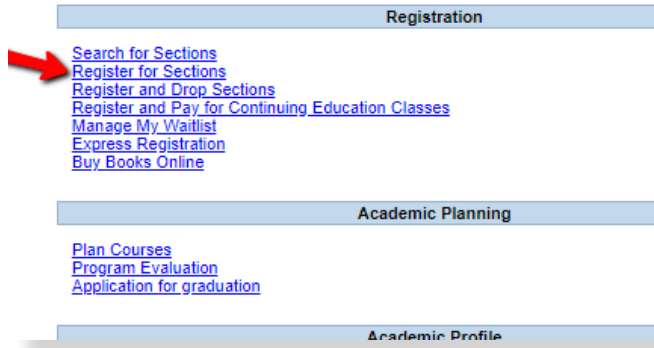 Registration
Search for Sections
Register for Sections
Register and Drop Sections
Register and Pay for Continuing Education Classes
Manage My Waitlist
Express Registration
Buy Books Online
Academic Planning
Plan Courses
Program Evaluation
Application for graduation
Academic Profile